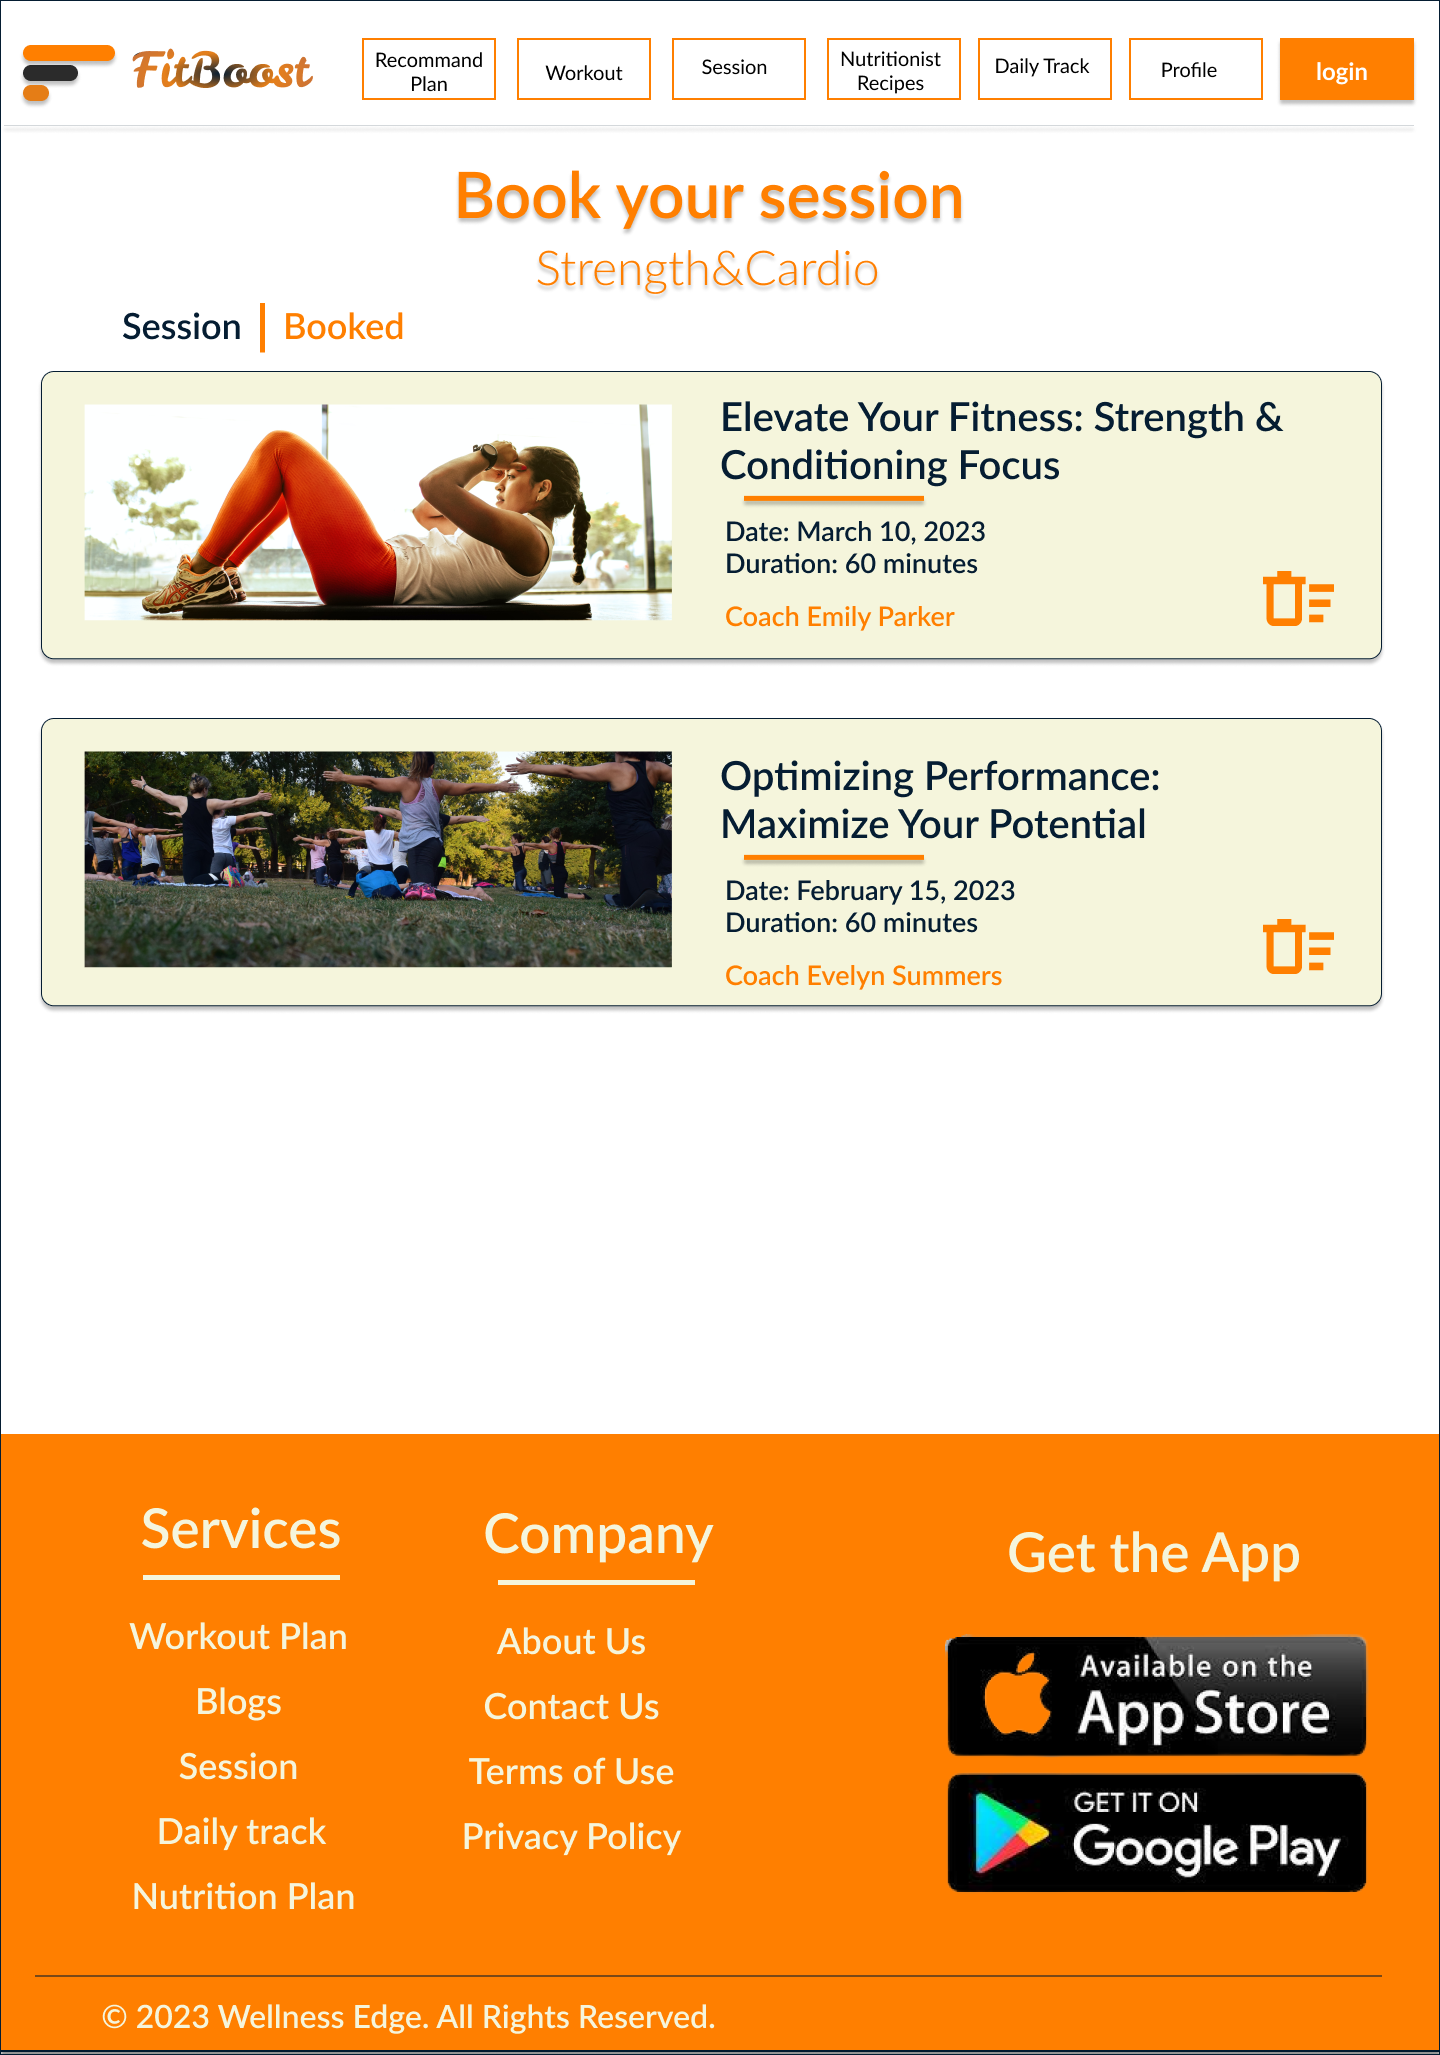 FitBoost
Recommand
Plan
Workout
Session
Nutritionist
Recipes
Daily Track
Profile
login
Book your session
Strength&Cardio
Session
Booked
Elevate Your Fitness: Strength &
Conditioning Focus
Date: March 10, 2023
Duration: 60 minutes
Coach Emily Parker
Optimizing Performance:
Maximize Your Potential
Date: February 15, 2023
Duration: 60 minutes
Coach Evelyn Summers
Services
Workout Plan
Blogs
Session
Daily track
Nutrition Plan
Company
About Us
Contact Us
Terms of Use
Privacy Policy
Get the App
Available on the
App Store
GET IT ON
Google Play
© 2023 Wellness Edge. All Rights Reserved.